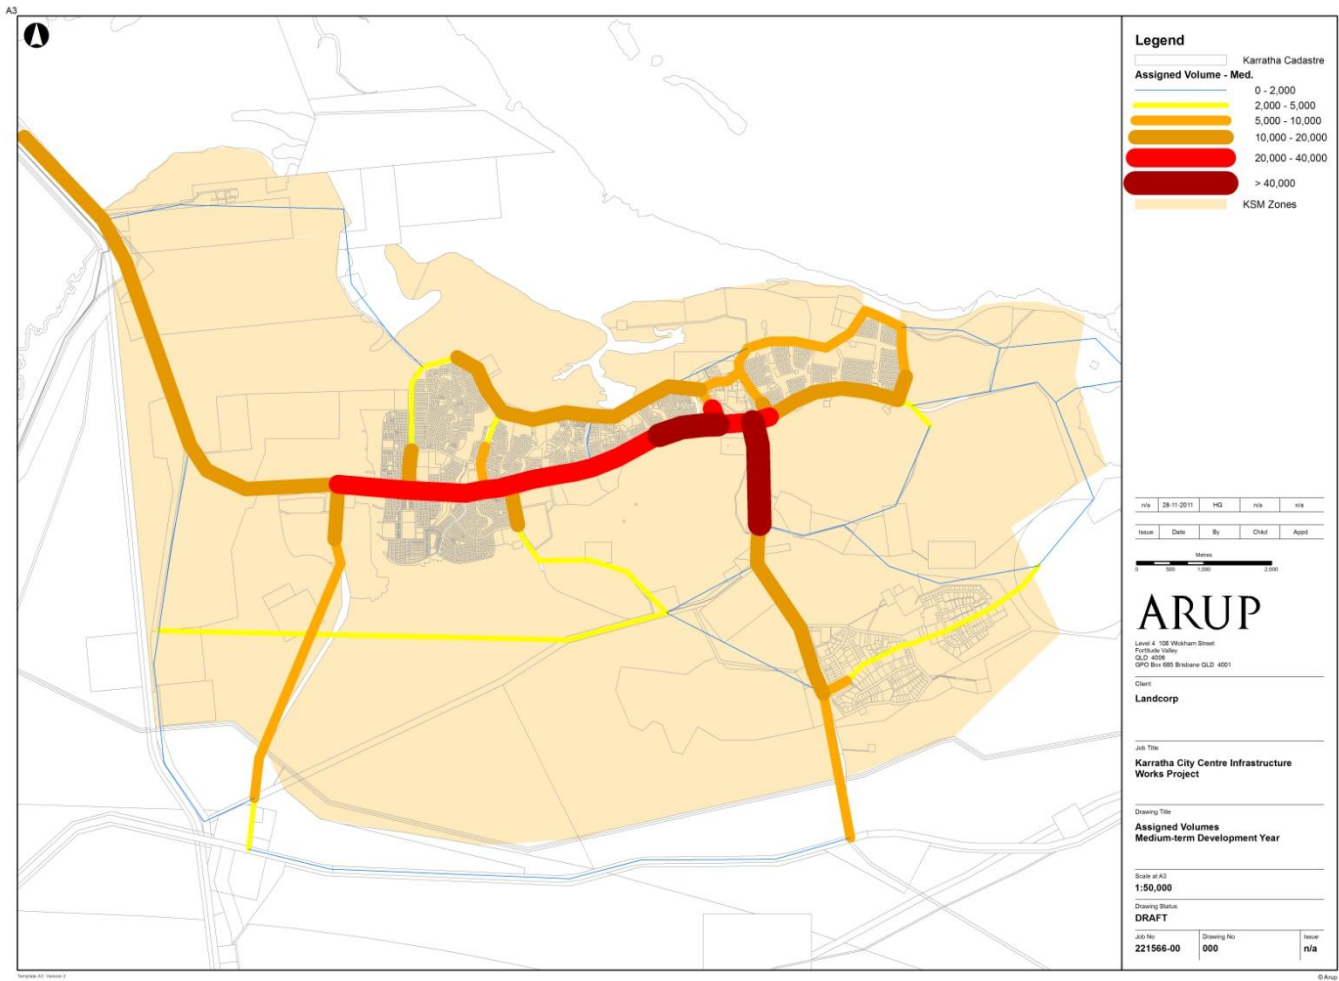 A3
Legend
Karratha Cadastre
Assigned Volume - Med.
0 - 2,000
2,000 - 5,000
5,000 - 10,000
10,000 - 20,000
20,000 - 40,000
> 40,000
KSM Zones
n/a 28-11-2011 HG n/a n/a
Issue Date By Chkd Appd
Metres
0 500 1,000 2,000
ARUP
Level 4 108 Wickham Street
Fortitude Valley
QLD 4006
GPO Box 685 Brisbane QLD 4001
Client
Landcorp
Job Title
Karratha City Centre Infrastructure
Works Project
Drawing Title
Assigned Volumes
Medium-term Development Year
Scale at A3
1:50,000
Drawing Status
DRAFT
Job No Drawing No Issue
221566-00 000 n/a
Template A3 Version 2
© Arup